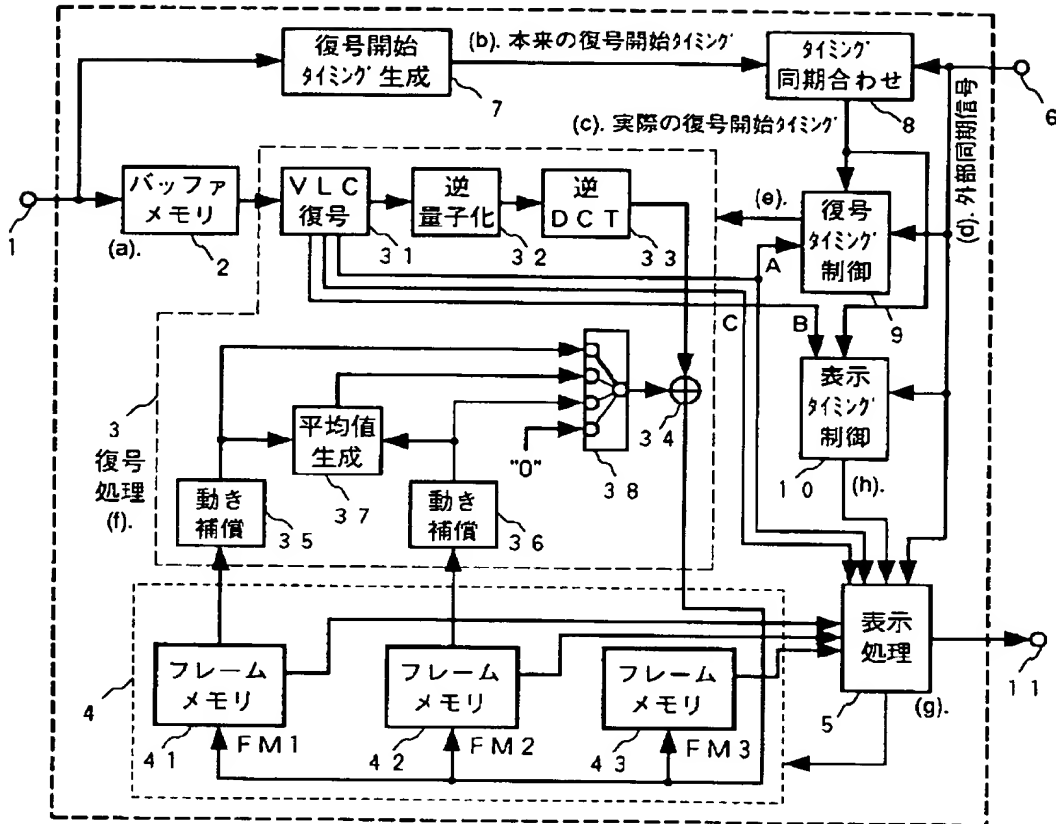 復号開始
ﾀｲﾐﾝｸﾞ 生成
7
(b). 本来の復号開始ﾀｲﾐﾝｸﾞ
ﾀｲﾐﾝｸﾞ
同期合わせ
8
6
(c). 実際の復号開始ﾀｲﾐﾝｸﾞ
(d). 外部同期信号
1
(a).
バッファ
メモリ
2
VLC
復号
31
逆
量子化
32
逆
DCT
33
(e).
A
復号
ﾀｲﾐﾝｸﾞ
制御
9
C
B
表示
ﾀｲﾐﾝｸﾞ
制御
10
(h).
3
復号
処理
(f).
平均値
生成
37
"0"
38
34
動き
補償
35
動き
補償
36
4
フレーム
メモリ
41
FM1
フレーム
メモリ
42
FM2
フレーム
メモリ
43
FM3
表示
処理
5
(g).
11